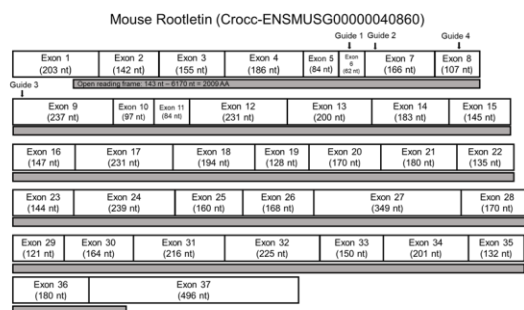 Mouse Rootletin (Crocc-ENSMUSG00000040860)
Guide 1 Guide 2 Guide 4
Exon 1 Exon 2 Exon 3 Exon 4 Exon 5 Exon 6 Exon 7 Exon 8
(203 nt) (142 nt) (155 nt) (186 nt) (84 nt) (62 nt) (166 nt) (107 nt)
Open reading frame: 143 nt – 6170 nt = 2009 AA
Guide 3
Exon 9 Exon 10 Exon 11 Exon 12 Exon 13 Exon 14 Exon 15
(237 nt) (97 nt) (84 nt) (231 nt) (200 nt) (183 nt) (145 nt)
Exon 16 Exon 17 Exon 18 Exon 19 Exon 20 Exon 21 Exon 22
(147 nt) (231 nt) (194 nt) (128 nt) (170 nt) (180 nt) (135 nt)
Exon 23 Exon 24 Exon 25 Exon 26 Exon 27 Exon 28
(144 nt) (239 nt) (160 nt) (168 nt) (349 nt) (170 nt)
Exon 29 Exon 30 Exon 31 Exon 32 Exon 33 Exon 34 Exon 35
(121 nt) (164 nt) (216 nt) (225 nt) (150 nt) (201 nt) (132 nt)
Exon 36 Exon 37
(180 nt) (496 nt)